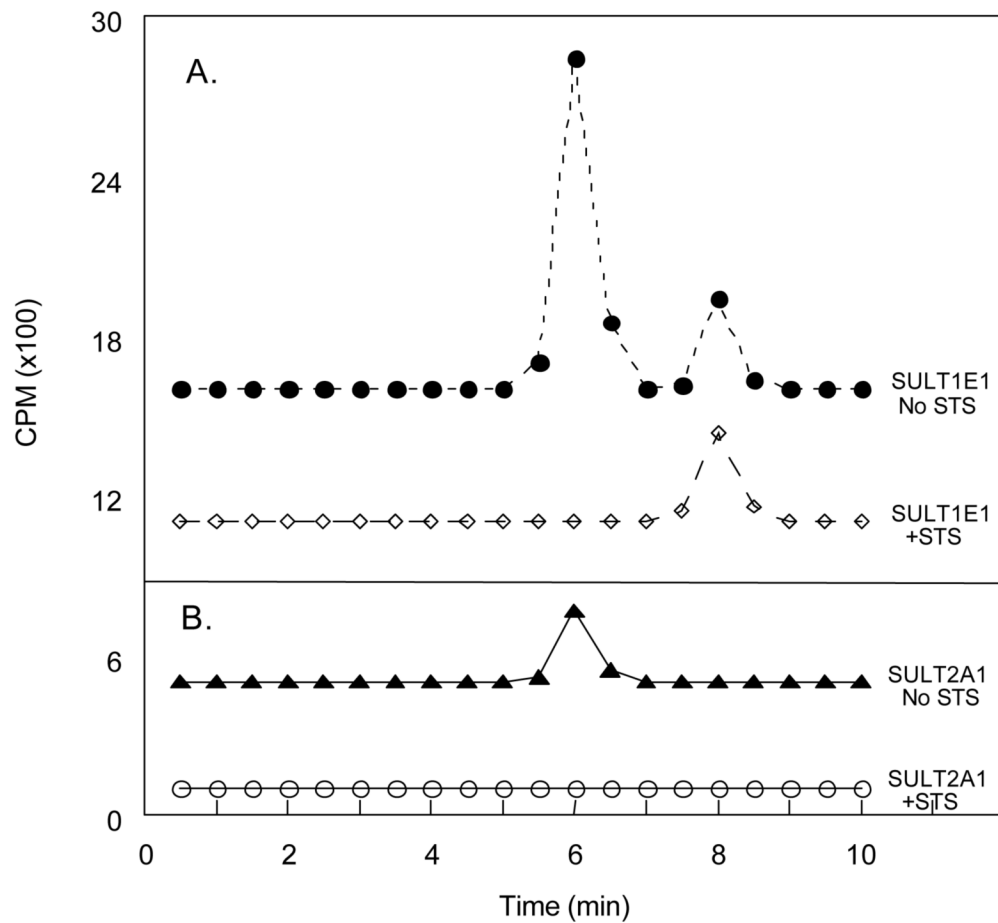 30
A.
24
18
CPM (x100)
SULT1E1
No STS
12
SULT1E1
+STS
B.
6
SULT2A1
No STS
SULT2A1
+STS
0
0 2 4 6 8 10
Time (min)